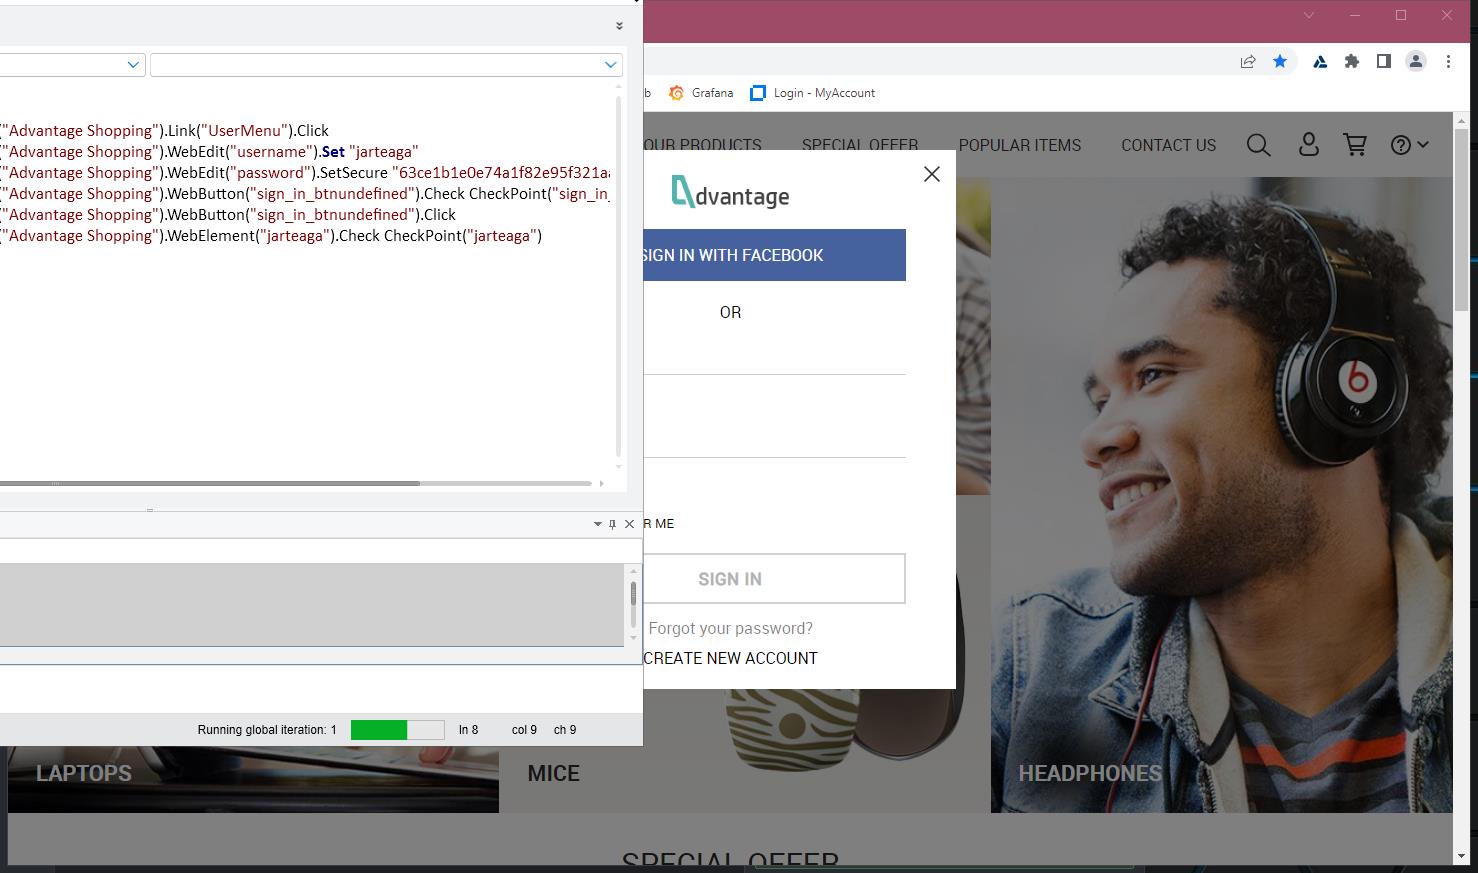 ("Advantage Shopping").Link("UserMenu").Click
("Advantage Shopping").WebEdit("username").Set "jarteaga"
("Advantage Shopping").WebEdit("password").SetSecure "63ce1b1e0e74a1f82e95f321aa
("Advantage Shopping").WebButton("sign_in_btnundefined").Check CheckPoint("sign_in_
("Advantage Shopping").WebButton("sign_in_btnundefined").Click
("Advantage Shopping").WebElement("jarteaga").Check CheckPoint("jarteaga")
Running global iteration: 1
ln 8 col 9 ch 9
b Grafana Login - MyAccount
OUR PRODUCTS SPECIAL OFFER POPULAR ITEMS CONTACT US
dvantage
SIGN IN WITH FACEBOOK
OR
R ME
SIGN IN
Forgot your password?
CREATE NEW ACCOUNT
LAPTOPS
MICE
HEADPHONES
SPECIAL OFFER